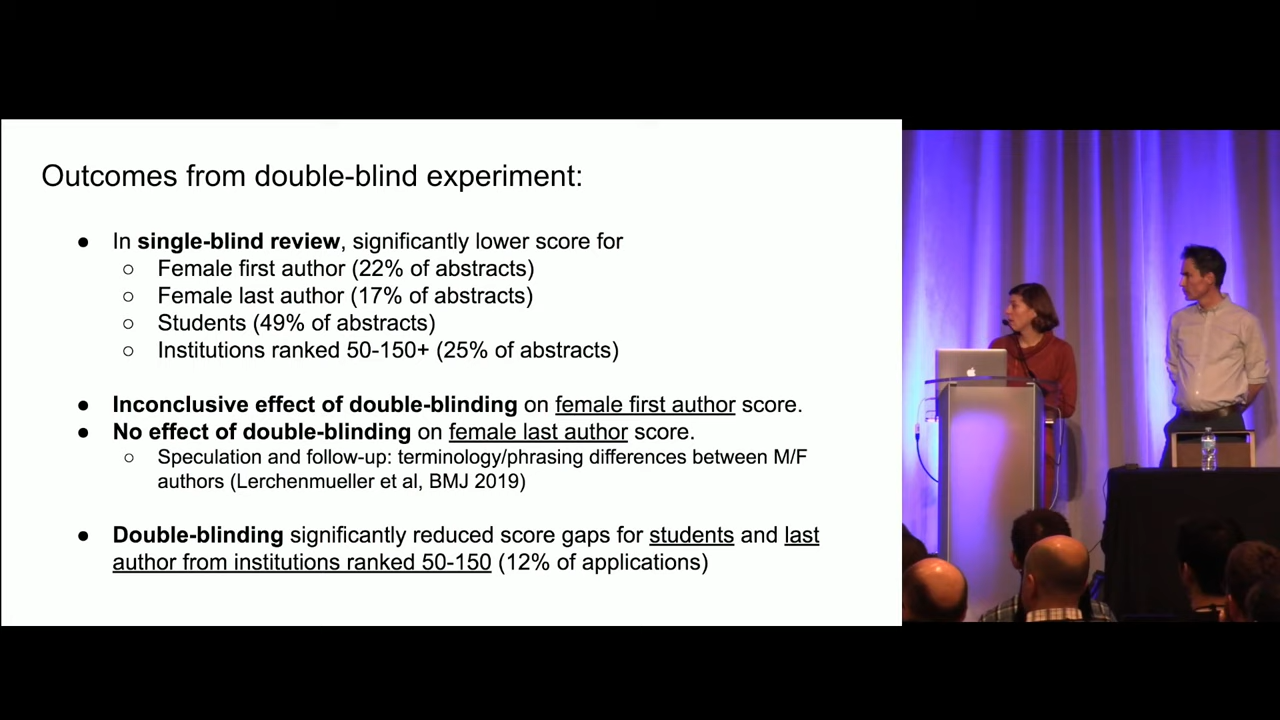 Outcomes from double-blind experiment:
● In single-blind review, significantly lower score for
○ Female first author (22% of abstracts)
○ Female last author (17% of abstracts)
○ Students (49% of abstracts)
○ Institutions ranked 50-150+ (25% of abstracts)
● Inconclusive effect of double-blinding on female first author score.
● No effect of double-blinding on female last author score.
○ Speculation and follow-up: terminology/phrasing differences between M/F
authors (Lerchenmueller et al, BMJ 2019)
● Double-blinding significantly reduced score gaps for students and last
author from institutions ranked 50-150 (12% of applications)